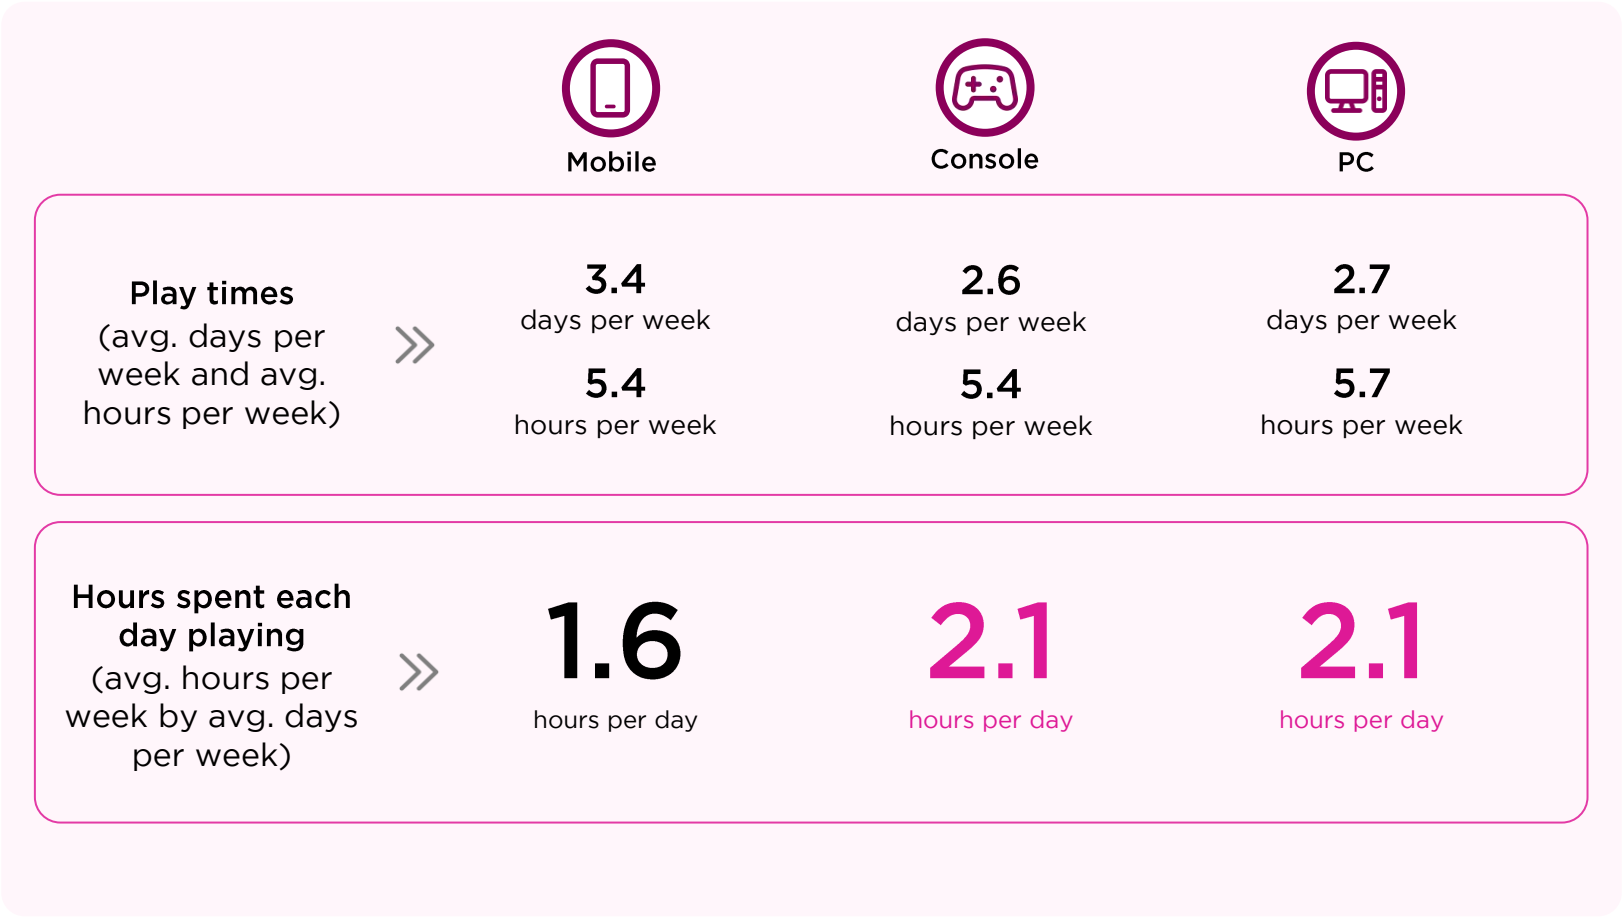 Mobile
Console
PC
Play times
(avg. days per
week and avg.
hours per week)
3.4
days per week
5.4
hours per week
2.6
days per week
5.4
hours per week
2.7
days per week
5.7
hours per week
Hours spent each
day playing
(avg. hours per
week by avg. days
per week)
1.6
hours per day
2.1
hours per day
2.1
hours per day